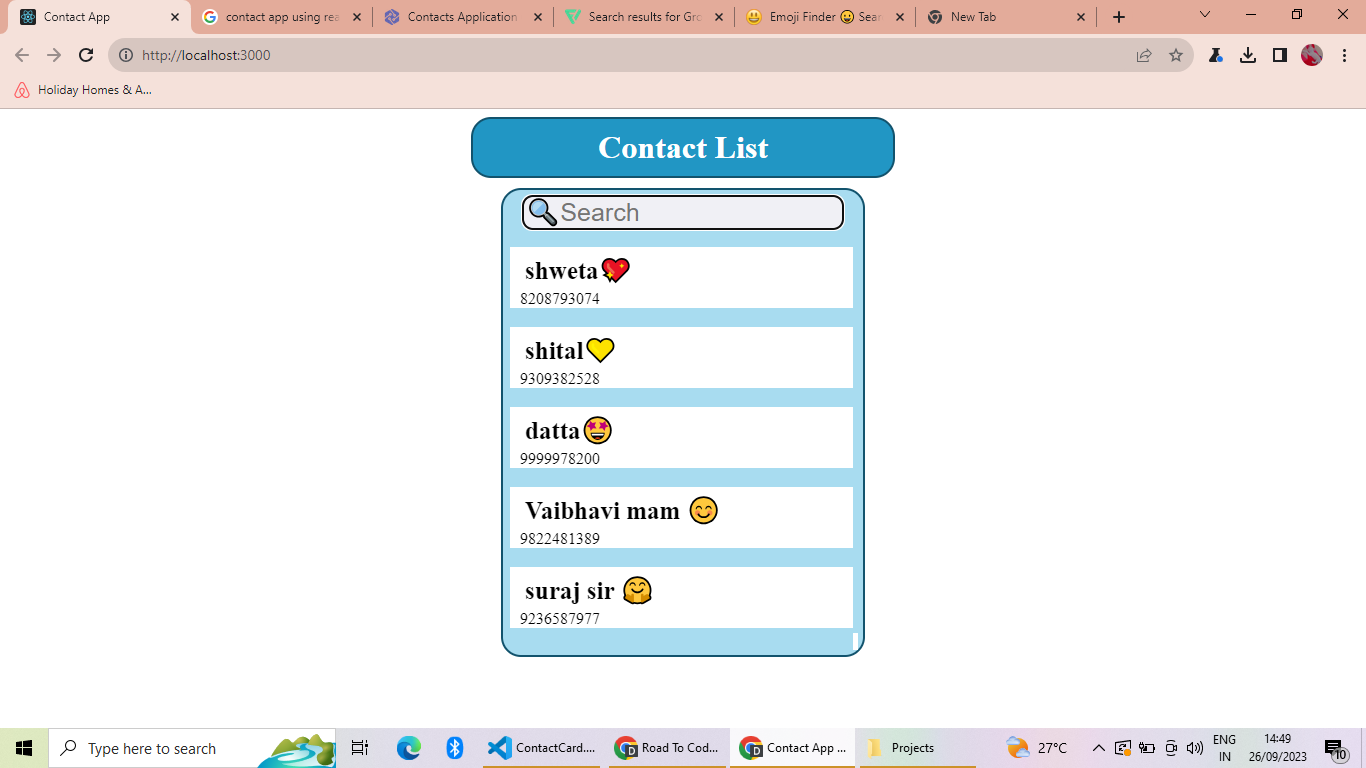 Contact App
contact app using rea
Contacts Application
Search results for Gro
Emoji Finder 😛 Sear
New Tab
http://localhost:3000
Holiday Homes & A...
Contact List
🔍Search
shweta💖
8208793074
shital💛
9309382528
datta🤩
9999978200
Vaibhavi mam 😊
9822481389
suraj sir 🤗
9236587977
Type here to search
ContactCard....
Road To Cod...
Contact App ...
Projects
27°C
ENG
IN
14:49
26/09/2023
10